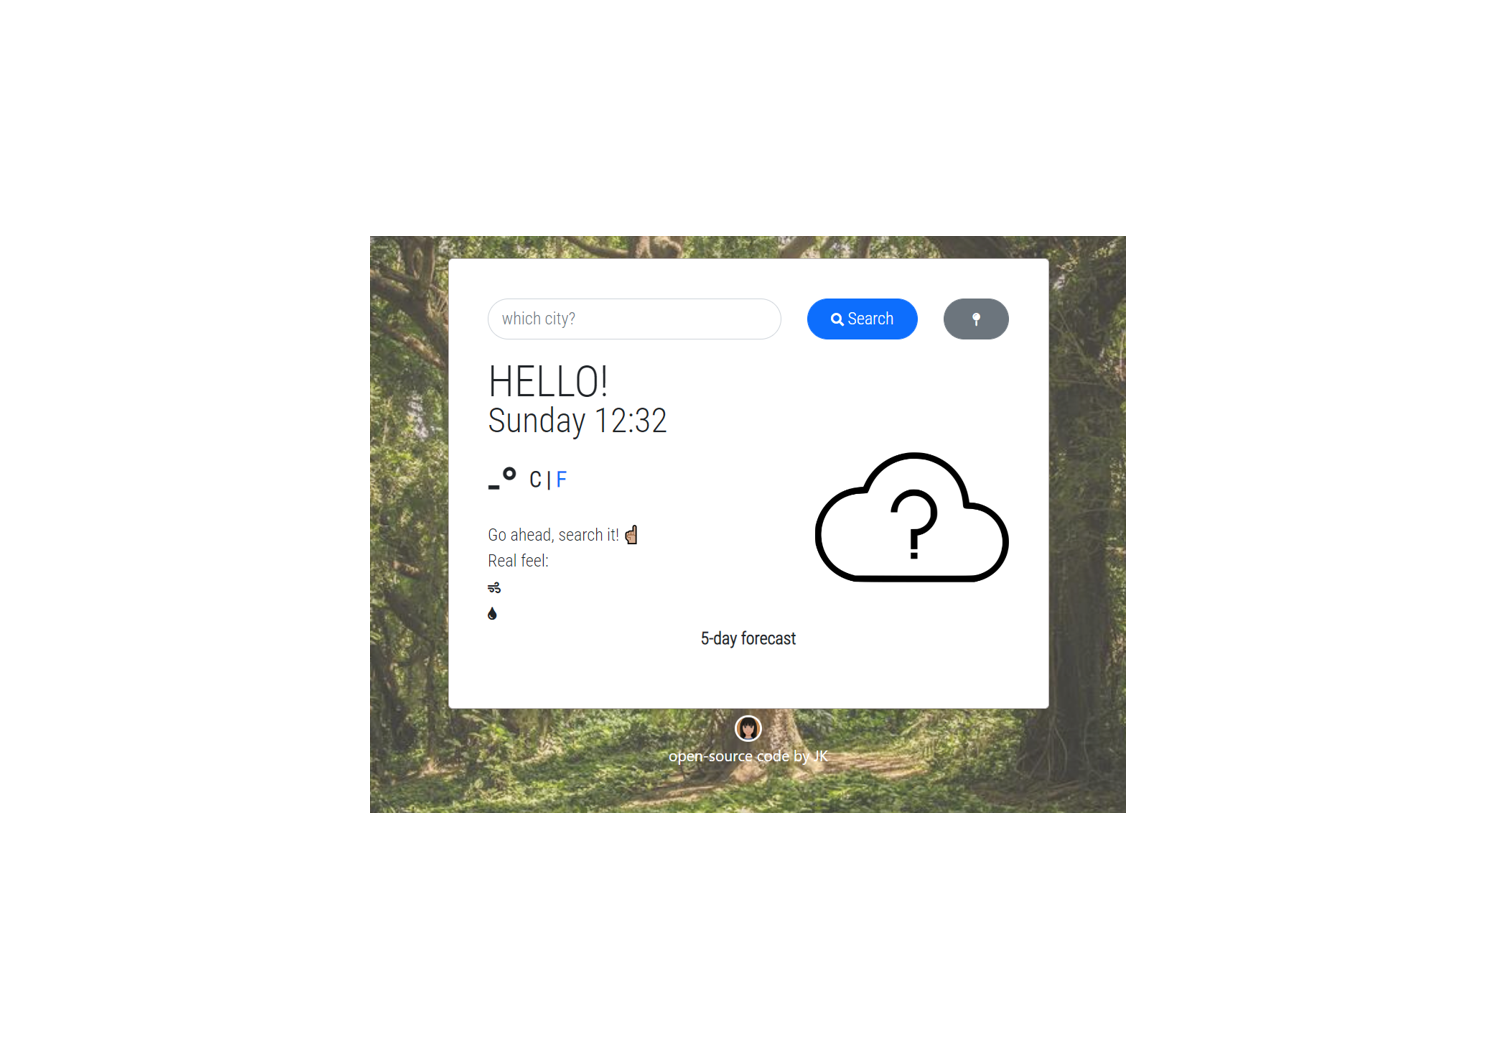 which city?
Search
HELLO!
Sunday 12:32
-° C | F
Go ahead, search it! ☝🏽
Real feel:
?
5-day forecast
open-source code by JK